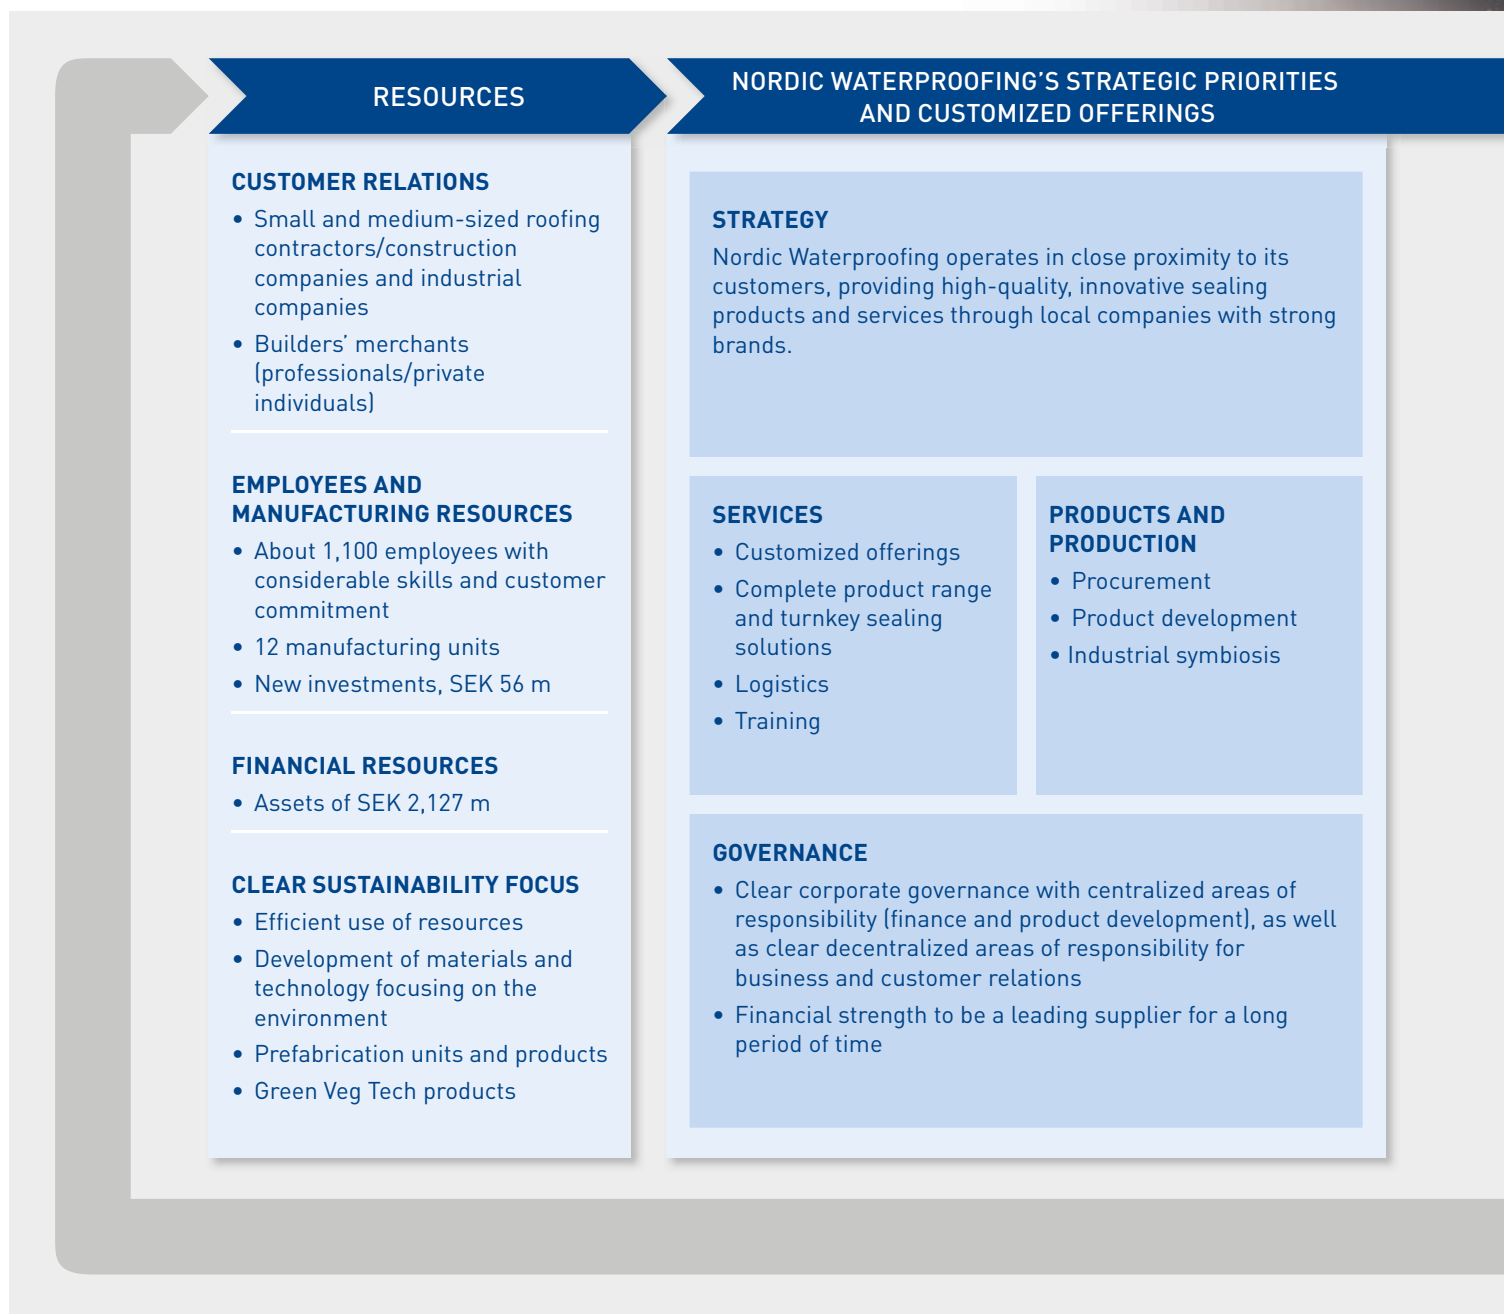 RESOURCES
CUSTOMER RELATIONS
• Small and medium-sized roofing
contractors/construction
companies and industrial
companies
• Builders’ merchants
(professionals/private
individuals)
EMPLOYEES AND
MANUFACTURING RESOURCES
• About 1,100 employees with
considerable skills and customer
commitment
• 12 manufacturing units
• New investments, SEK 56 m
FINANCIAL RESOURCES
• Assets of SEK 2,127 m
CLEAR SUSTAINABILITY FOCUS
• Efficient use of resources
• Development of materials and
technology focusing on the
environment
• Prefabrication units and products
• Green Veg Tech products
NORDIC WATERPROOFING’S STRATEGIC PRIORITIES
AND CUSTOMIZED OFFERINGS
STRATEGY
Nordic Waterproofing operates in close proximity to its
customers, providing high-quality, innovative sealing
products and services through local companies with strong
brands.
SERVICES
• Customized offerings
• Complete product range
and turnkey sealing
solutions
• Logistics
• Training
PRODUCTS AND
PRODUCTION
• Procurement
• Product development
• Industrial symbiosis
GOVERNANCE
• Clear corporate governance with centralized areas of
responsibility (finance and product development), as well
as clear decentralized areas of responsibility for
business and customer relations
• Financial strength to be a leading supplier for a long
period of time